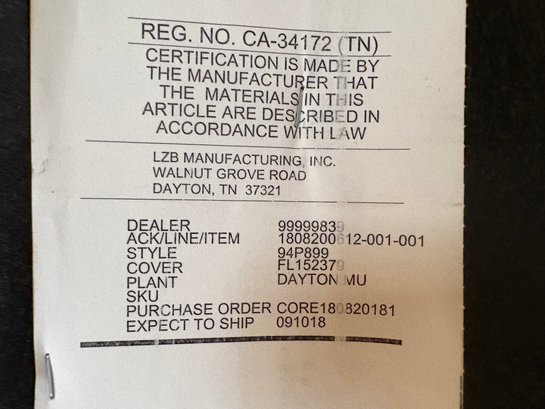 REG. NO. CA-34172 (TN)
CERTIFICATION IS MADE BY
THE MANUFACTURER THAT
THE MATERIALS IN THIS
ARTICLE ARE DESCRIBED IN
ACCORDANCE WITH LAW
LZB MANUFACTURING, INC.
WALNUT GROVE ROAD
DAYTON, TN 37321
DEALER 99999839
ACK/LINE/ITEM 1808200612-001-001
STYLE 94P899
COVER FL152379
PLANT DAYTON MU
SKU
PURCHASE ORDER CORE180820181
EXPECT TO SHIP 091018